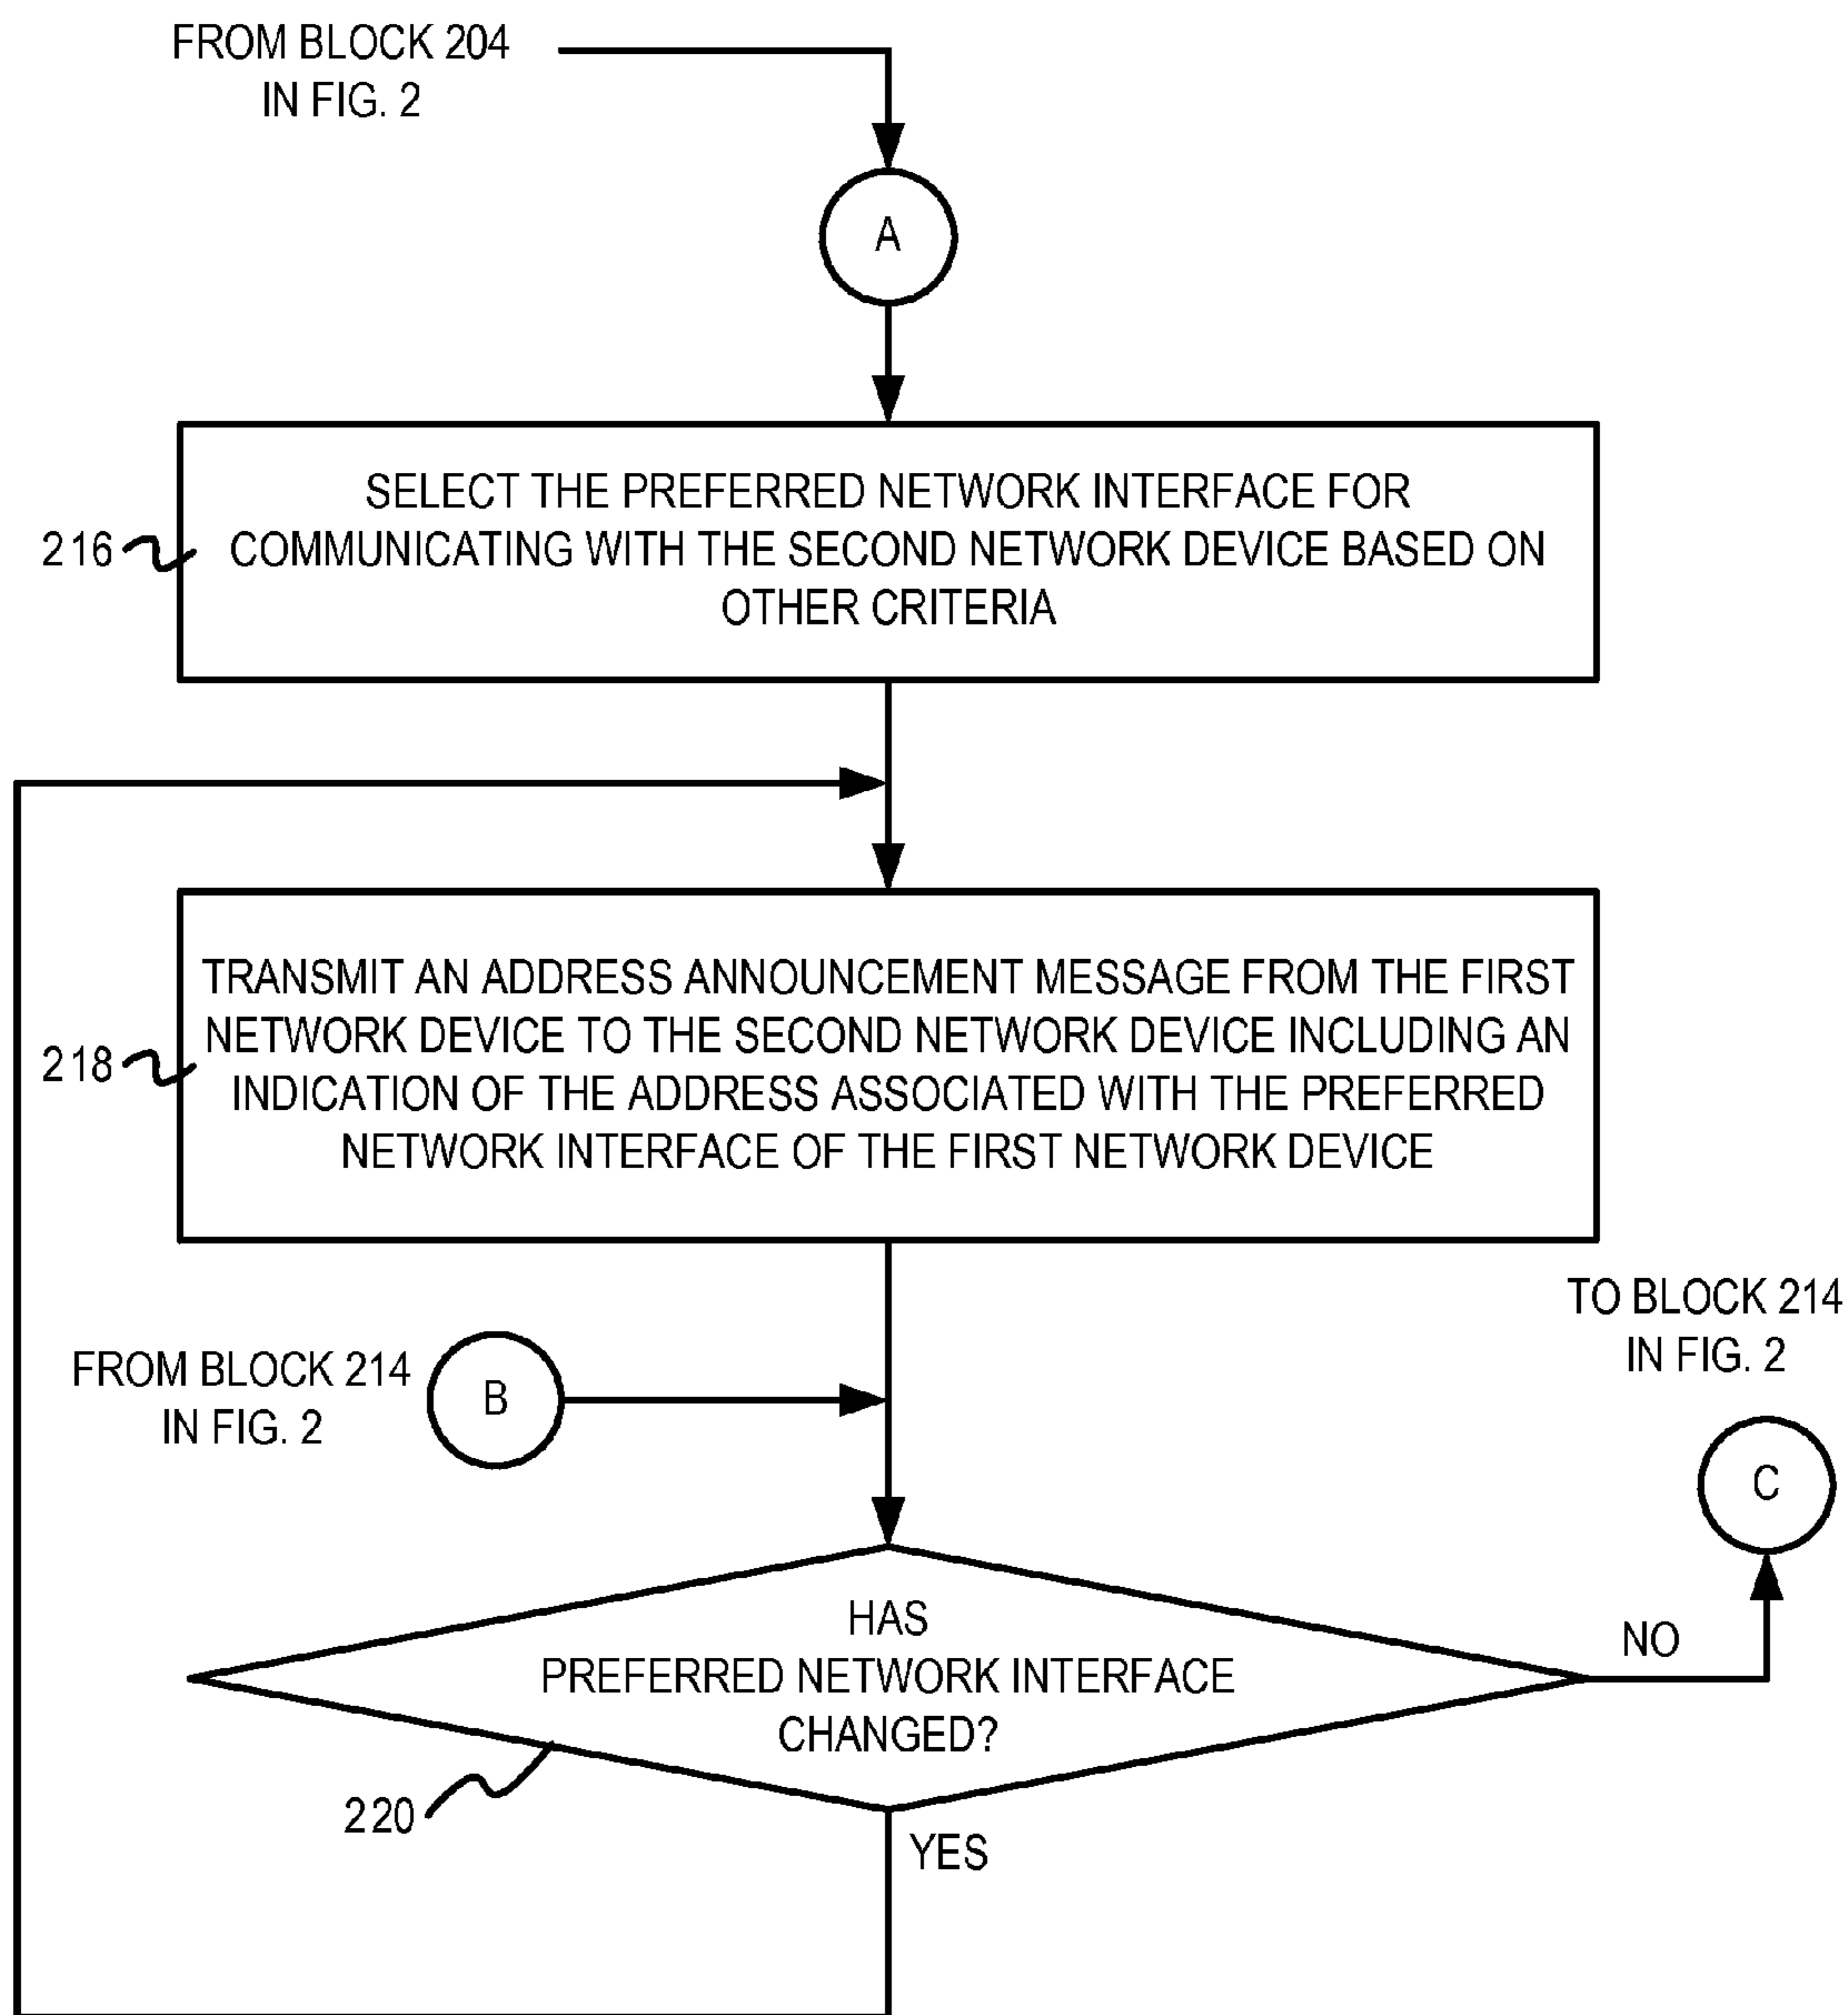 FROM BLOCK 204
IN FIG. 2
A
SELECT THE PREFERRED NETWORK INTERFACE FOR
216
COMMUNICATING WITH THE SECOND NETWORK DEVICE BASED ON
OTHER CRITERIA
TRANSMIT AN ADDRESS ANNOUNCEMENT MESSAGE FROM THE FIRST
NETWORK DEVICE TO THE SECOND NETWORK DEVICE INCLUDING AN
218
INDICATION OF THE ADDRESS ASSOCIATED WITH THE PREFERRED
NETWORK INTERFACE OF THE FIRST NETWORK DEVICE
TO BLOCK 214
IN FIG. 2
FROM BLOCK 214
IN FIG. 2
B
C
HAS
PREFERRED NETWORK INTERFACE
CHANGED?
NO
220
YES